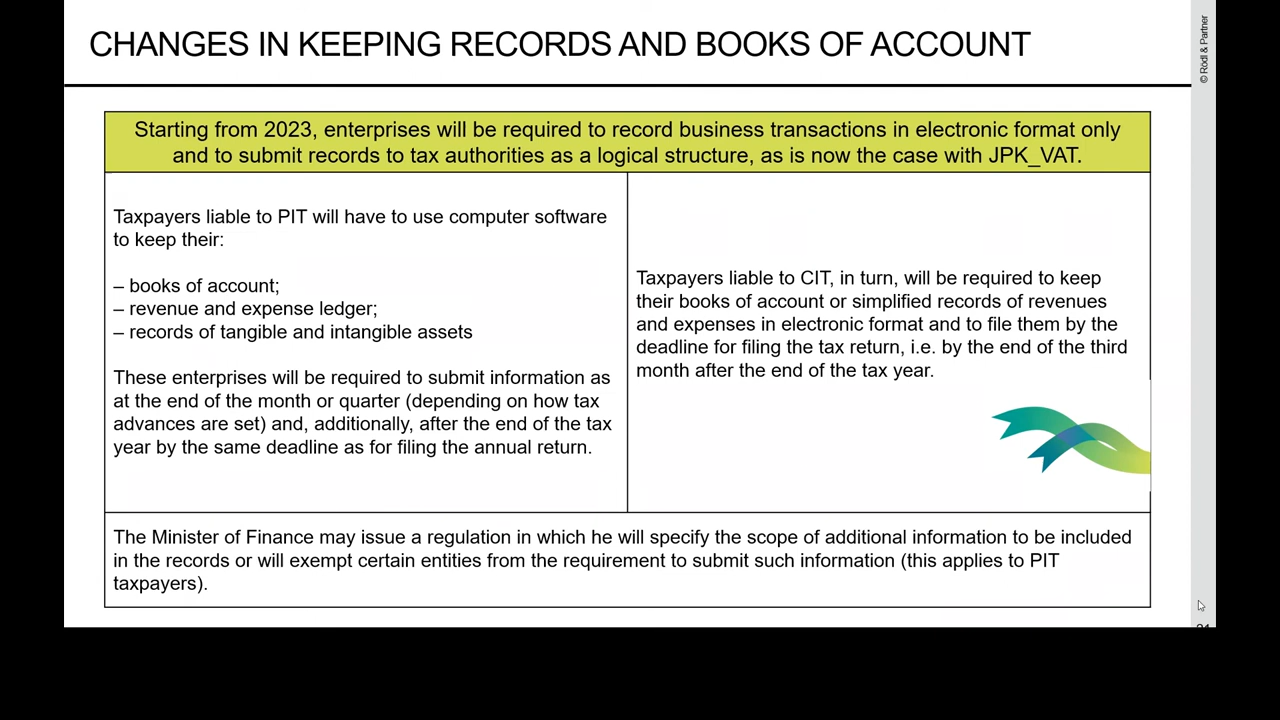 CHANGES IN KEEPING RECORDS AND BOOKS OF ACCOUNT
© Rödl & Partner
Starting from 2023, enterprises will be required to record business transactions in electronic format only
and to submit records to tax authorities as a logical structure, as is now the case with JPK_VAT.
Taxpayers liable to PIT will have to use computer software
to keep their:
– books of account;
– revenue and expense ledger;
– records of tangible and intangible assets
These enterprises will be required to submit information as
at the end of the month or quarter (depending on how tax
advances are set) and, additionally, after the end of the tax
year by the same deadline as for filing the annual return.
Taxpayers liable to CIT, in turn, will be required to keep
their books of account or simplified records of revenues
and expenses in electronic format and to file them by the
deadline for filing the tax return, i.e. by the end of the third
month after the end of the tax year.
The Minister of Finance may issue a regulation in which he will specify the scope of additional information to be included
in the records or will exempt certain entities from the requirement to submit such information (this applies to PIT
taxpayers).